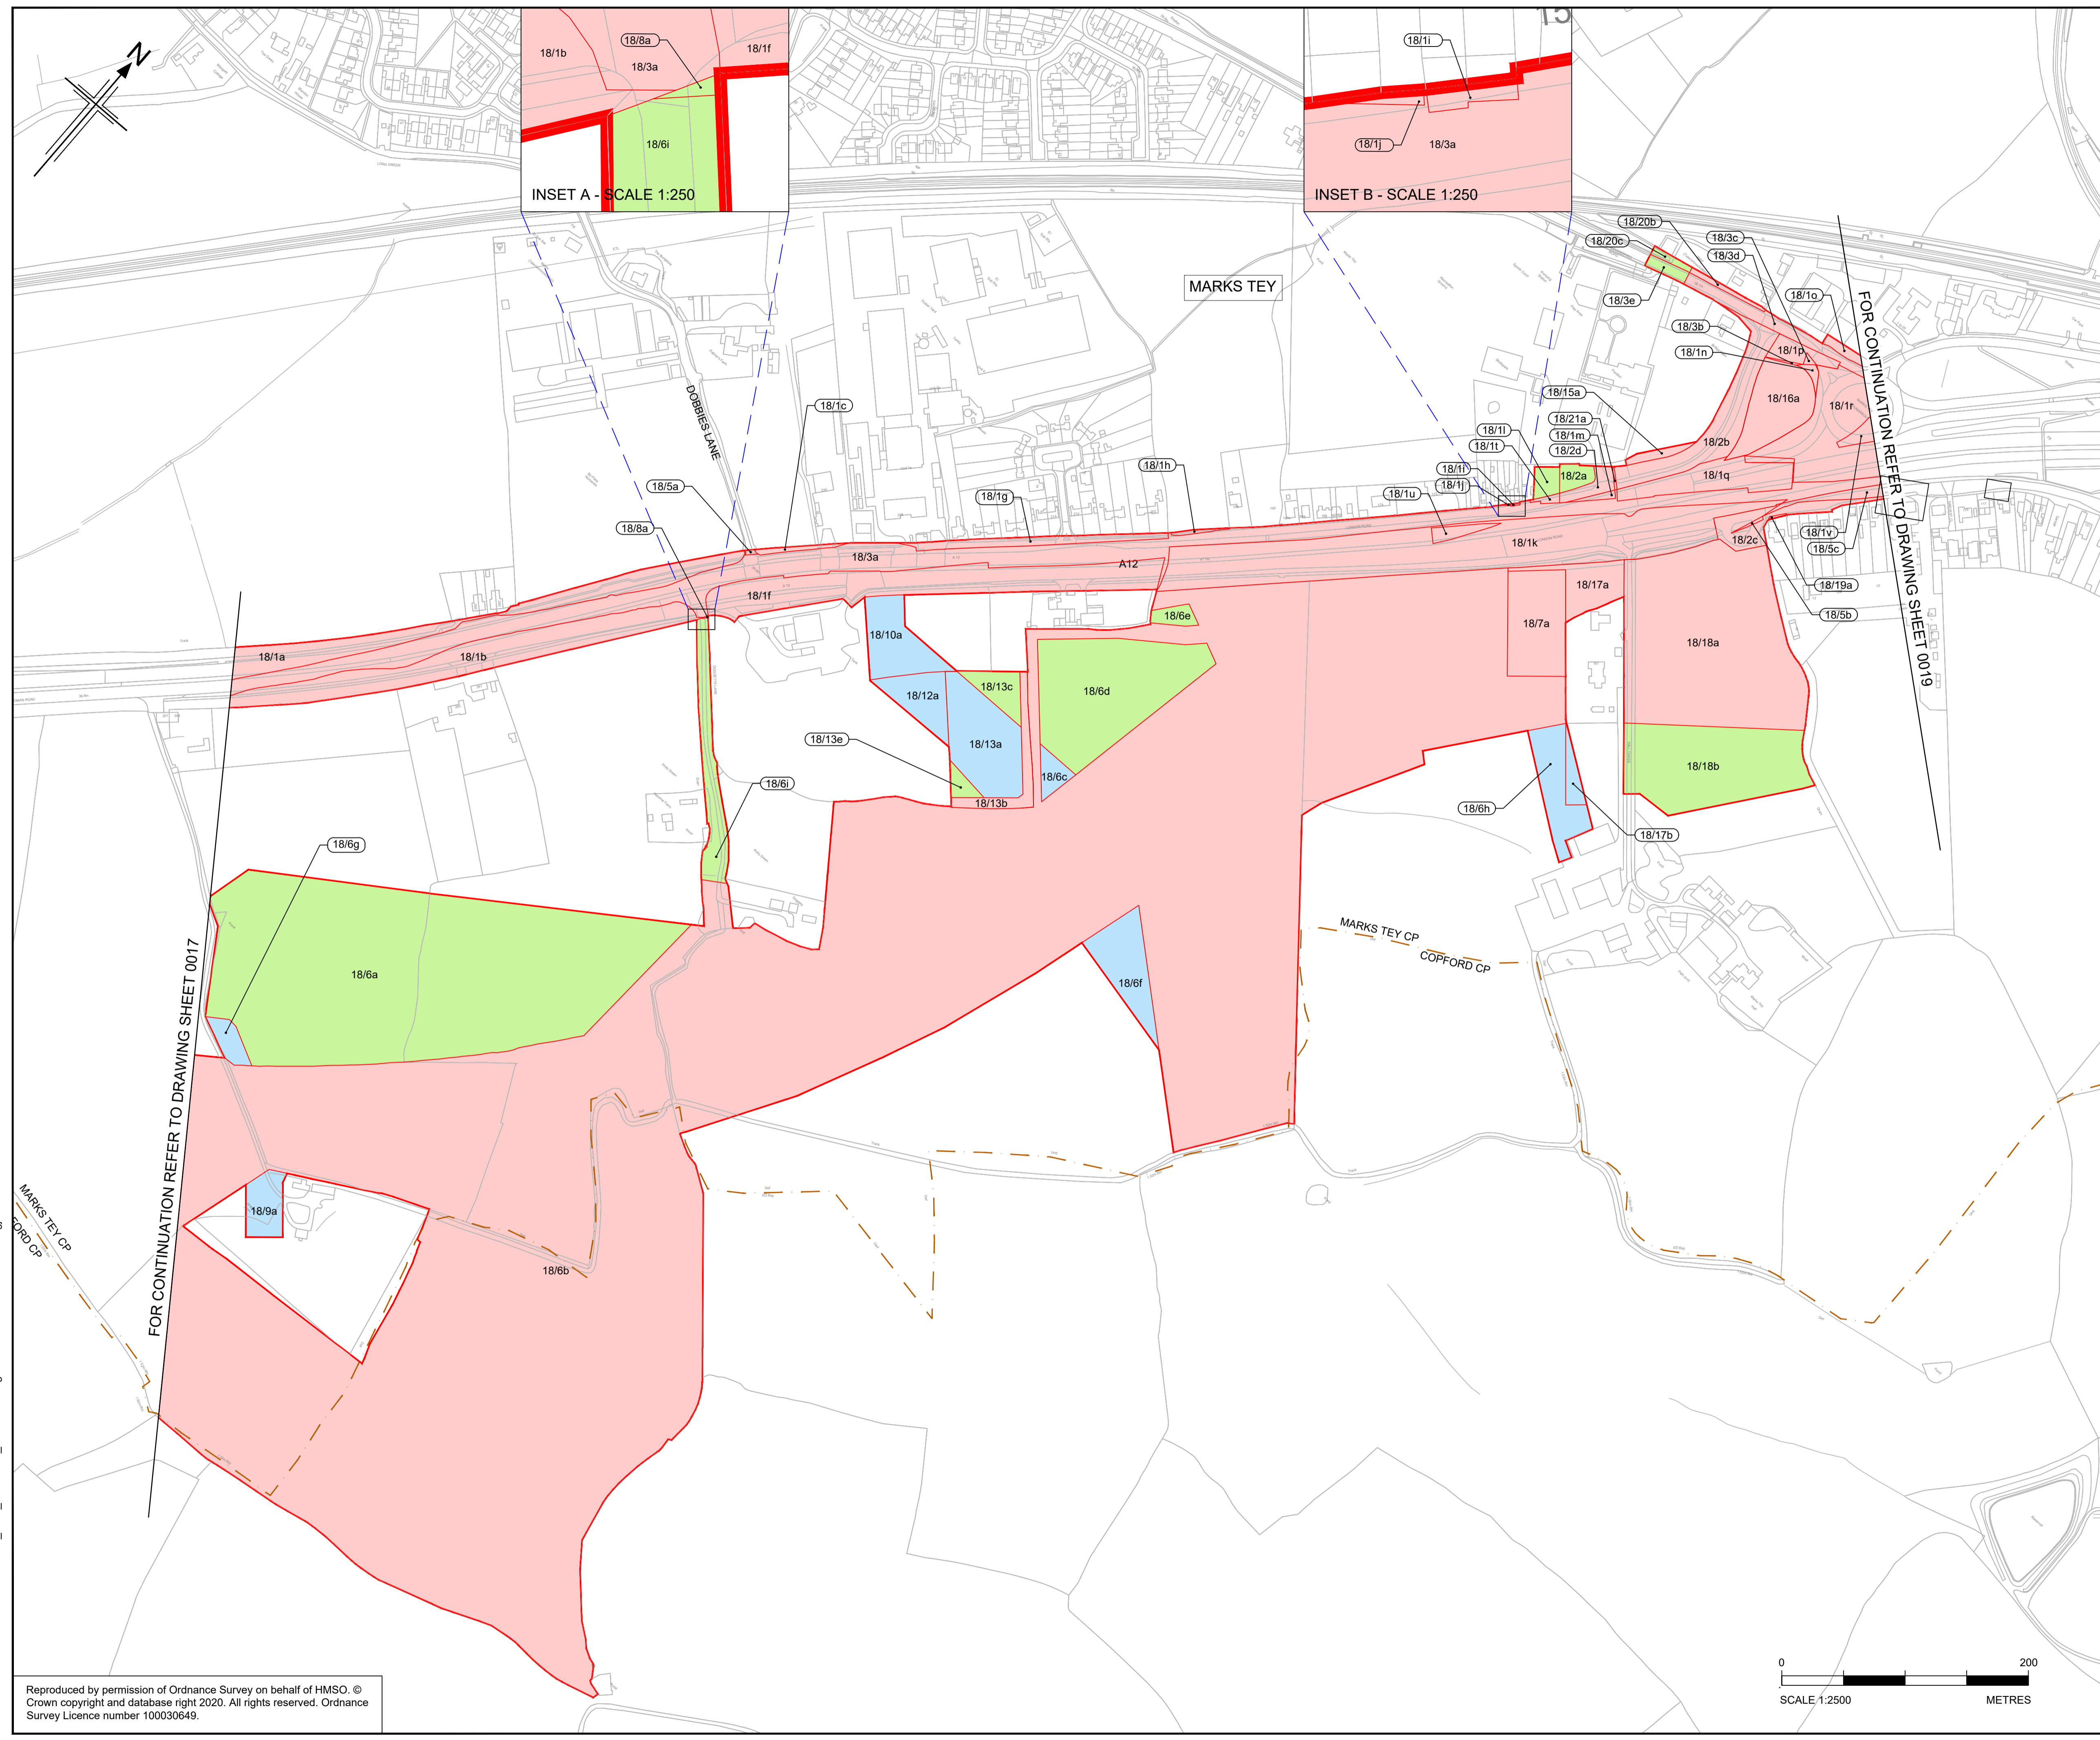 N
18/1b
18/8a
18/3a
18/1f
18/6i
INSET A - SCALE 1:250
15
18/1i
18/1j
18/3a
INSET B - SCALE 1:250
MARKS TEY
18/20b
18/20c
18/3c
18/3d
18/3e
18/1o
18/3b
18/1p
18/1n
18/15a
18/16a
18/1r
18/21a
18/1l
18/1m
18/1t
18/2d
18/2b
18/1i
18/2a
18/1q
18/1j
18/1u
18/1h
18/1g
18/1c
DOBBIES LANE
18/5a
18/8a
18/3a
A12
18/1k
18/2c
18/1v
18/5c
18/19a
18/5b
FOR CONTINUATION REFER TO DRAWING SHEET 0019
18/1f
18/1a
18/1b
18/10a
18/6e
18/17a
18/7a
18/18a
18/12a
18/13c
18/6d
18/13e
18/13a
18/6c
18/13b
18/6i
18/6h
18/17b
18/18b
18/6g
18/6a
18/6f
MARKS TEY CP
COPFORD CP
FOR CONTINUATION REFER TO DRAWING SHEET 0017
MARKS TEY CP
FORD CP
18/9a
18/6b
Reproduced by permission of Ordnance Survey on behalf of HMSO. ©
Crown copyright and database right 2020. All rights reserved. Ordnance
Survey Licence number 100030649.
0
200
SCALE 1:2500
METRES